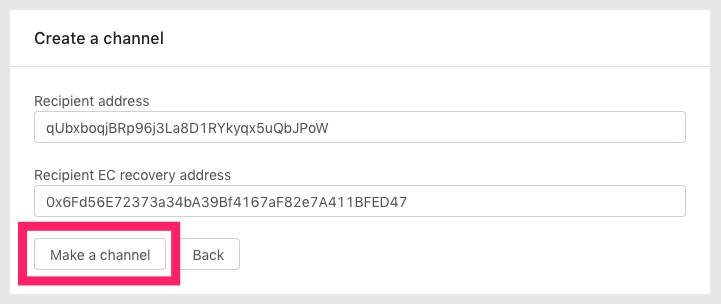 Create a channel
Recipient address
qUbxboqjBRp96j3La8D1RYkyqx5uQbJPoW
Recipient EC recovery address
0x6Fd56E72373a34bA39Bf4167aF82e7A411BFED47
Make a channel Back